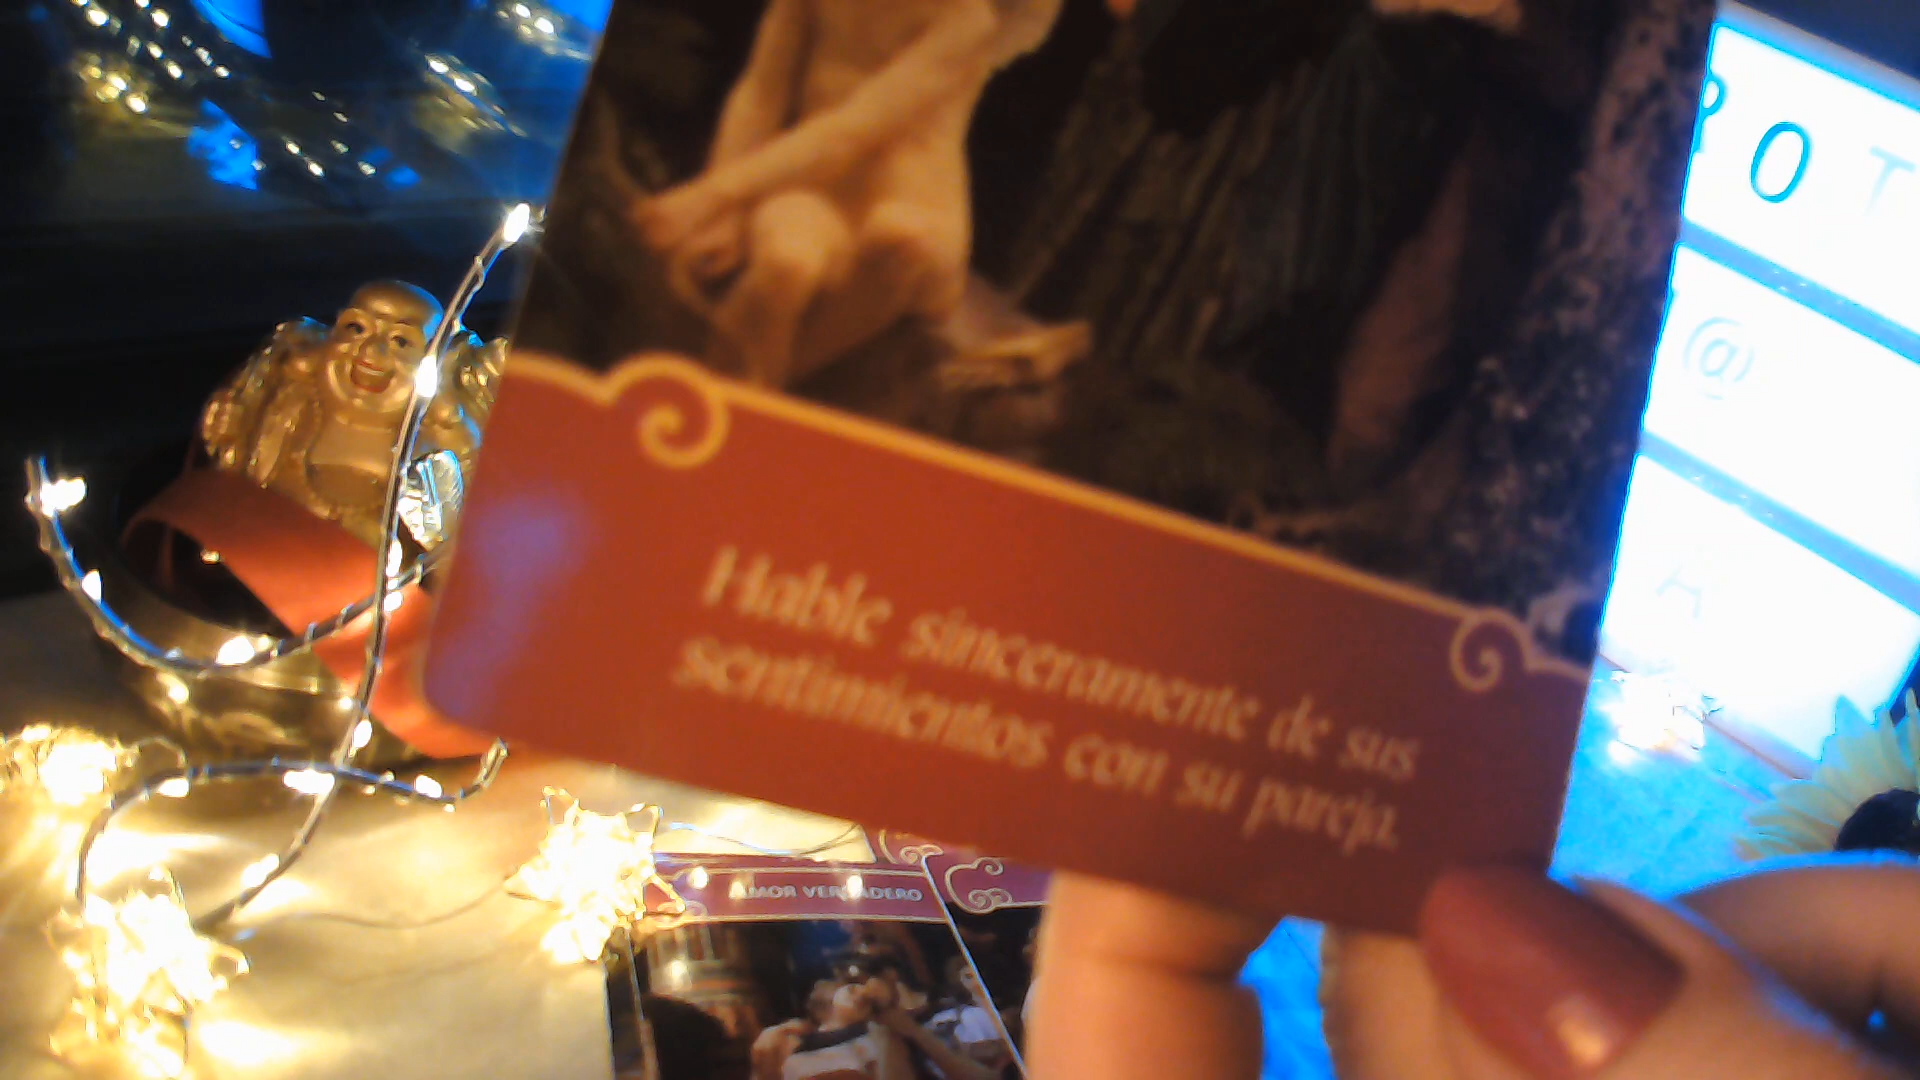 Hable sinceramente de sus
sentimientos con su pareja.
AMOR VERDADERO
O T
@
A